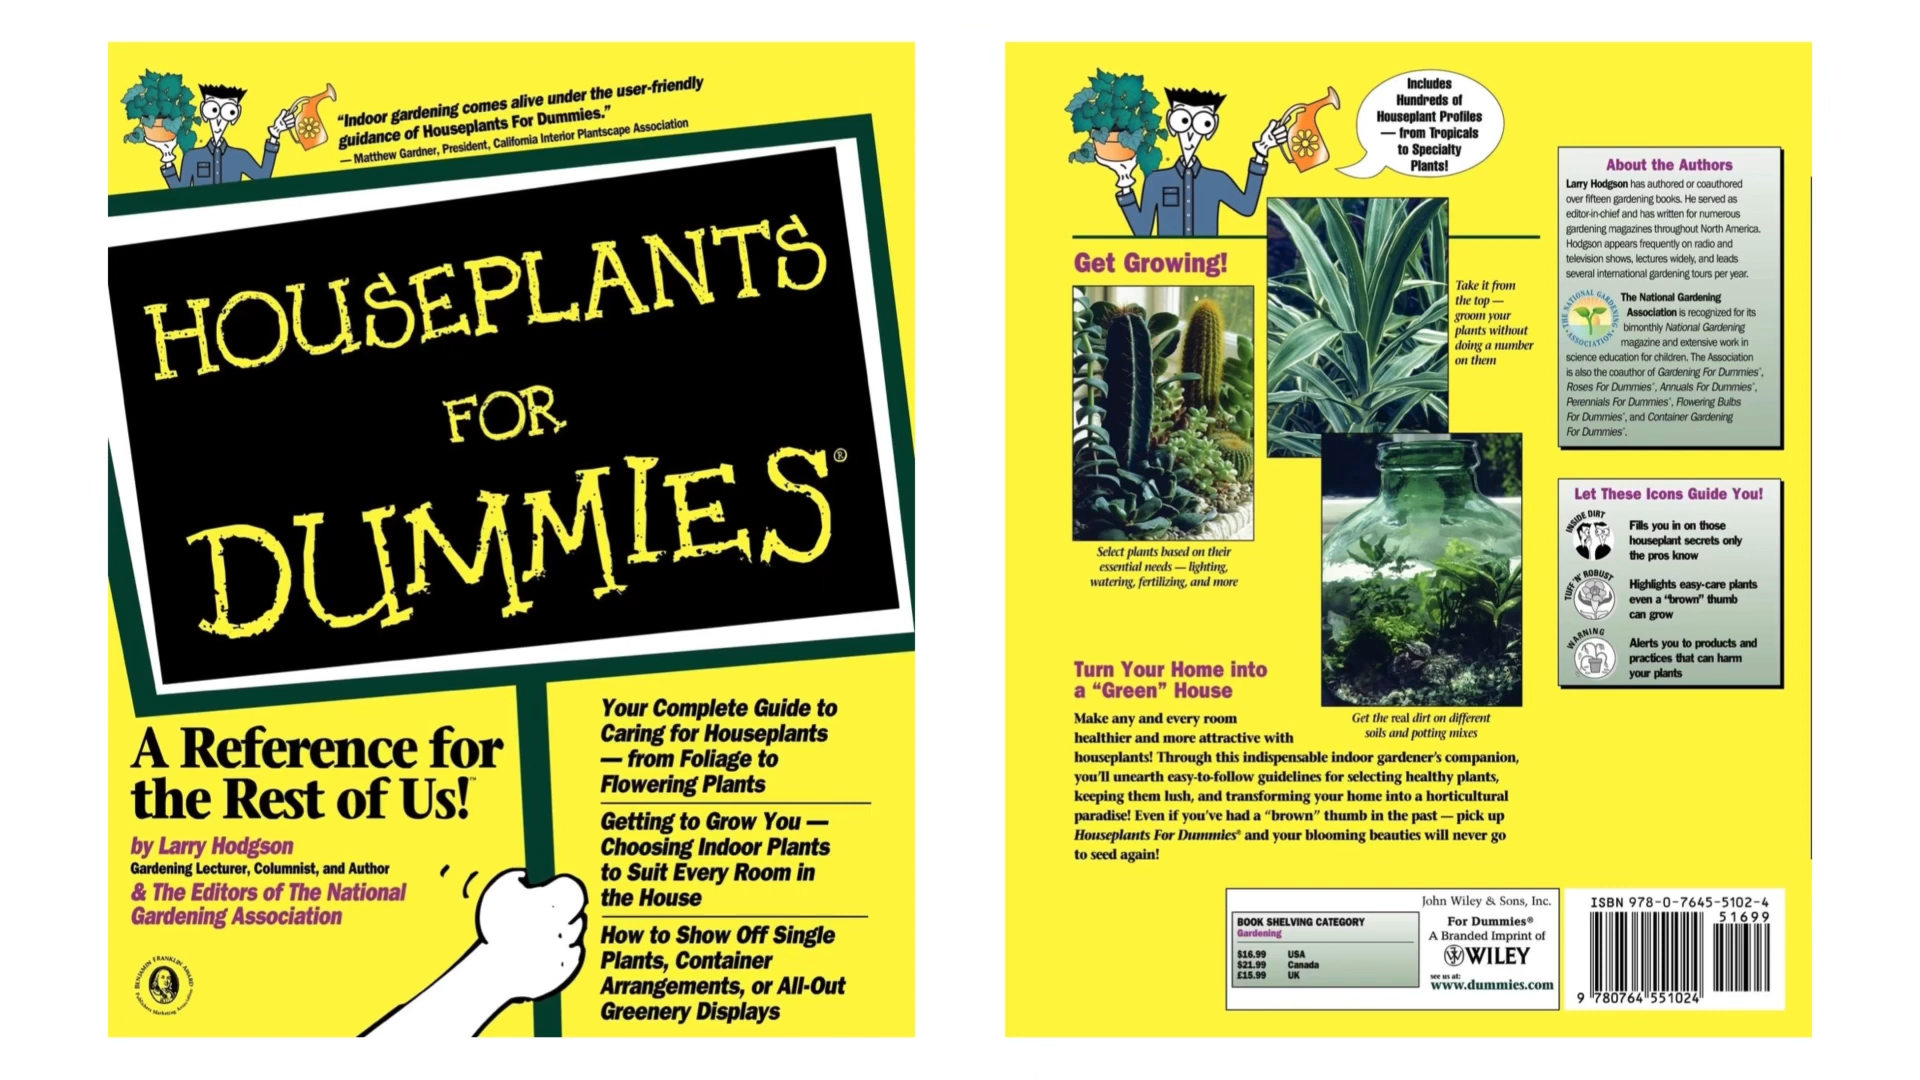 “Indoor gardening comes alive under the user-friendly
guidance of Houseplants For Dummies.”
— Matthew Gardner, President, California Interior Plantscape Association
HOUSEPLANTS
FOR
DUMMIES®
A Reference for
the Rest of Us!™
by Larry Hodgson
Gardening Lecturer, Columnist, and Author
& The Editors of The National
Gardening Association
BENJAMIN FRANKLIN AWARD
Publishers Marketing Association
Your Complete Guide to
Caring for Houseplants
— from Foliage to
Flowering Plants
Getting to Grow You —
Choosing Indoor Plants
to Suit Every Room in
the House
How to Show Off Single
Plants, Container
Arrangements, or All-Out
Greenery Displays
Includes
Hundreds of
Houseplant Profiles
— from Tropicals
to Specialty
Plants!
Get Growing!
Take it from
the top —
groom your
plants without
doing a number
on them
Select plants based on their
essential needs — lighting,
watering, fertilizing, and more
Get the real dirt on different
soils and potting mixes
Turn Your Home into
a “Green” House
Make any and every room
healthier and more attractive with
houseplants! Through this indispensable indoor gardener’s companion,
you’ll unearth easy-to-follow guidelines for selecting healthy plants,
keeping them lush, and transforming your home into a horticultural
paradise! Even if you’ve had a “brown” thumb in the past — pick up
Houseplants For Dummies® and your blooming beauties will never go
to seed again!
About the Authors
Larry Hodgson has authored or coauthored
over fifteen gardening books. He served as
editor-in-chief and has written for numerous
gardening magazines throughout North America.
Hodgson appears frequently on radio and
television shows, lectures widely, and leads
several international gardening tours per year.
THE NATIONAL GARDENING ASSOCIATION
The National Gardening
Association is recognized for its
bimonthly National Gardening
magazine and extensive work in
science education for children. The Association
is also the coauthor of Gardening For Dummies®,
Roses For Dummies®, Annuals For Dummies®,
Perennials For Dummies®, Flowering Bulbs
For Dummies®, and Container Gardening
For Dummies®.
Let These Icons Guide You!
INSIDE DIRT
Fills you in on those
houseplant secrets only
the pros know
TUFF ’N’ ROBUST
Highlights easy-care plants
even a “brown” thumb
can grow
WARNING
Alerts you to products and
practices that can harm
your plants
BOOK SHELVING CATEGORY
Gardening
$16.99 USA
$21.99 Canada
£15.99 UK
John Wiley & Sons, Inc.
For Dummies®
A Branded Imprint of
WILEY
see us at:
www.dummies.com
ISBN 978-0-7645-5102-4
51699
9 780764 551024